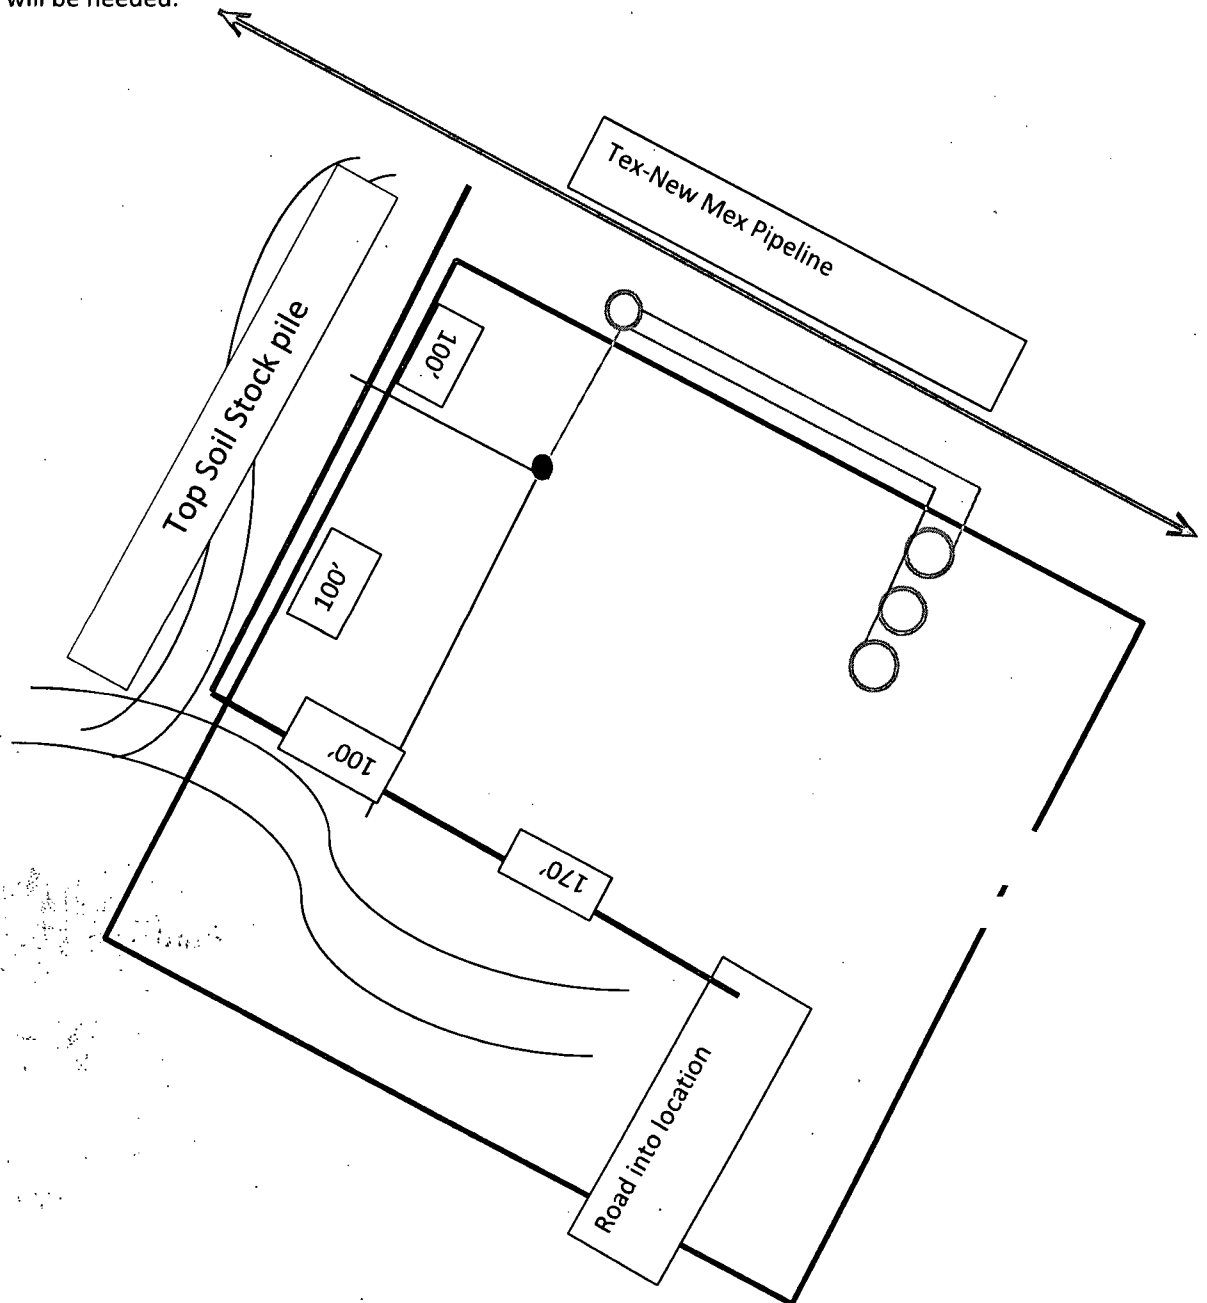 will be needed.
Tex-New Mex Pipeline
100'
Top Soil Stock pile
100'
100'
170'
Road into location